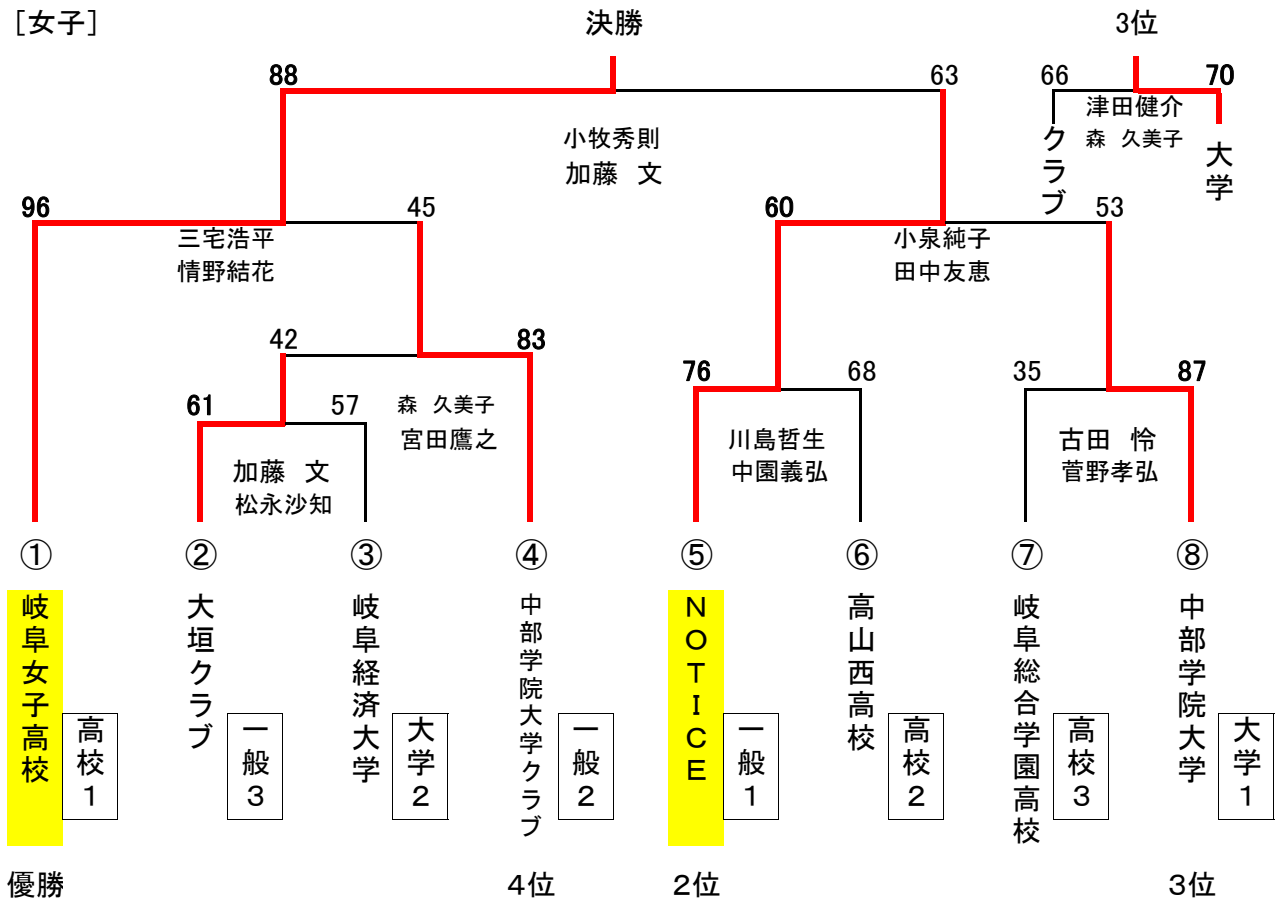 ［女子］
決勝
3位
88
63
66
70
津田健介
森　久美子
クラブ
大学
小牧秀則
加藤　文
96
45
60
53
三宅浩平
情野結花
小泉純子
田中友恵
42
83
76
68
35
87
61
57
森　久美子
宮田鷹之
加藤　文
松永沙知
川島哲生
中園義弘
古田　怜
菅野孝弘
①
②
③
④
⑤
⑥
⑦
⑧
岐阜女子高校
高校１
大垣クラブ
一般３
岐阜経済大学
大学２
中部学院大学クラブ
一般２
ＮＯＴＩＣＥ
一般１
高山西高校
高校２
岐阜総合学園高校
高校３
中部学院大学
大学１
優勝
４位
２位
３位